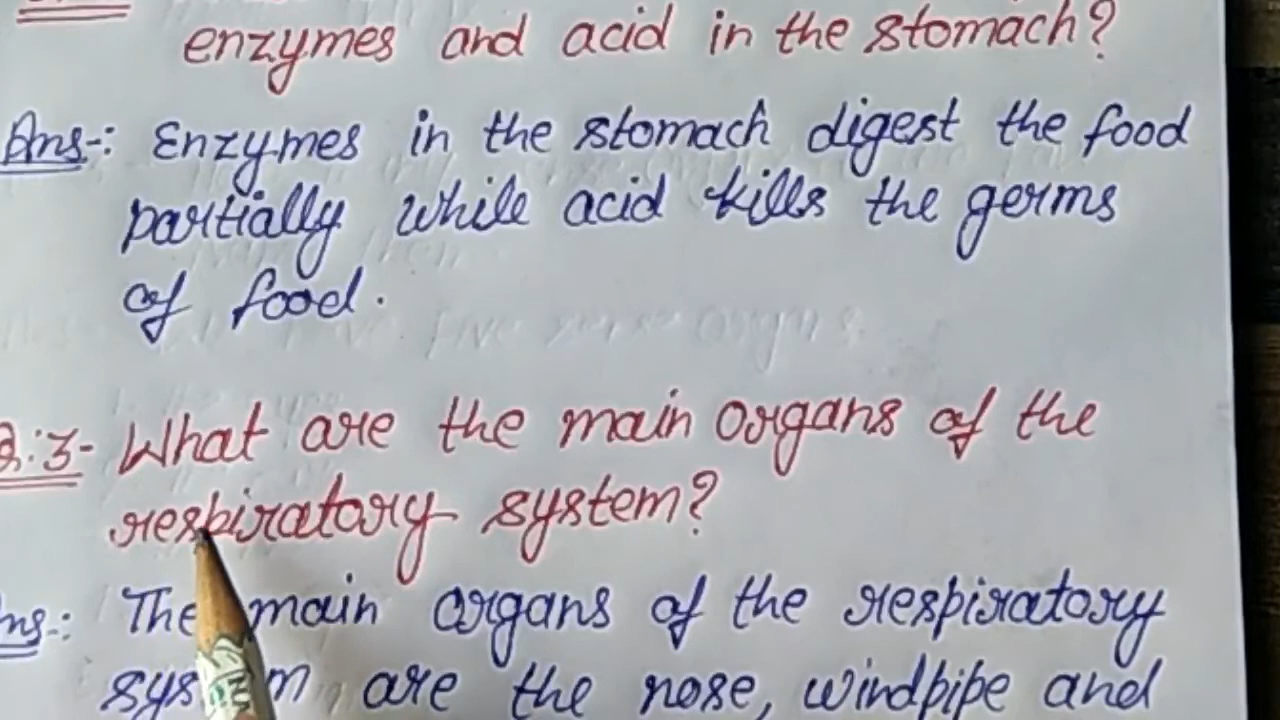 enzymes and acid in the stomach?
Ans-: Enzymes in the stomach digest the food
partially while acid kills the germs
of food.
Q:3- What are the main organs of the
respiratory system?
Ans-: The main organs of the respiratory
system are the nose, windpipe and